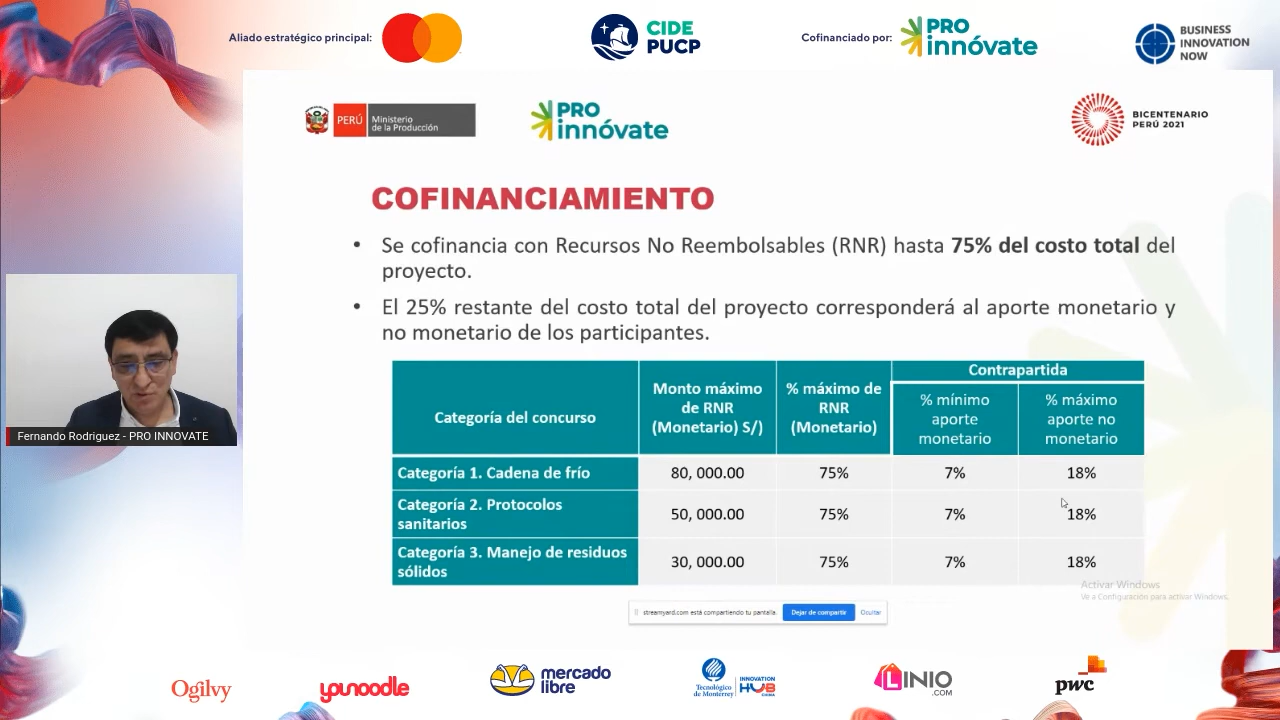 Aliado estratégico principal:
CIDE
PUCP
Cofinanciado por:
PRO
innóvate
BUSINESS
INNOVATION
NOW
PERÚ
Ministerio
de la Producción
PRO
innóvate
BICENTENARIO
PERÚ 2021
COFINANCIAMIENTO
• Se cofinancia con Recursos No Reembolsables (RNR) hasta 75% del costo total del
proyecto.
• El 25% restante del costo total del proyecto corresponderá al aporte monetario y
no monetario de los participantes.
Categoría del concurso
Monto máximo
de RNR
(Monetario) S/)
% máximo de
RNR
(Monetario)
Contrapartida
% mínimo
aporte
monetario
% máximo
aporte no
monetario
Categoría 1. Cadena de frío 80, 000.00 75% 7% 18%
Categoría 2. Protocolos
sanitarios 50, 000.00 75% 7% 18%
Categoría 3. Manejo de residuos
sólidos 30, 000.00 75% 7% 18%
Fernando Rodriguez - PRO INNOVATE
Activar Windows
Ve a Configuración para activar Windows.
streamyard.com está compartiendo tu pantalla. Dejar de compartir Ocultar
Ogilvy
younoodle
mercado
libre
Tecnológico
de Monterrey
INNOVATION
HUB
CHINA
LINIO
.COM
pwc